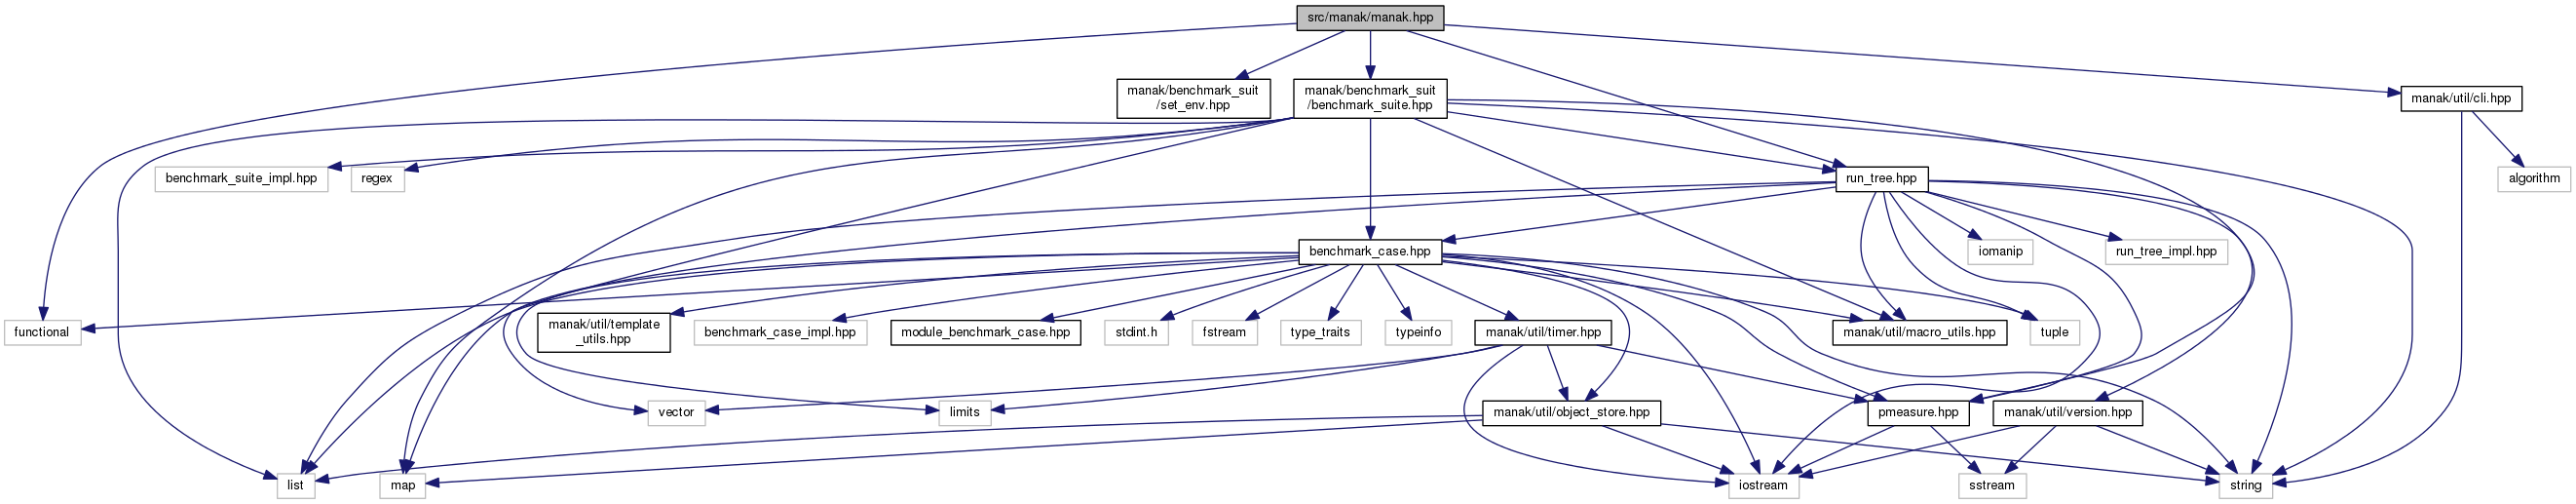 src/manak/manak.hpp
manak/benchmark_suit
/set_env.hpp
manak/benchmark_suit
/benchmark_suite.hpp
manak/util/cli.hpp
benchmark_suite_impl.hpp
regex
run_tree.hpp
algorithm
benchmark_case.hpp
iomanip
run_tree_impl.hpp
functional
manak/util/template
_utils.hpp
benchmark_case_impl.hpp
module_benchmark_case.hpp
stdint.h
fstream
type_traits
typeinfo
manak/util/timer.hpp
manak/util/macro_utils.hpp
tuple
vector
limits
manak/util/object_store.hpp
pmeasure.hpp
manak/util/version.hpp
list
map
iostream
sstream
string